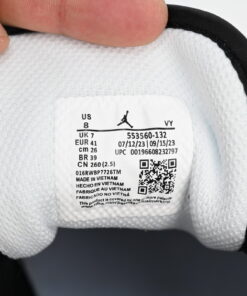 US
8 VY
UK 7 553560-132
EUR 41 07/12/23 09/15/23
cm 26 UPC 00196608232797
BR 39
CN 260 (2.5)
MADE IN VIETNAM
HECHO EN VIETNAM
FABRIQUÉ AU VIETNAM